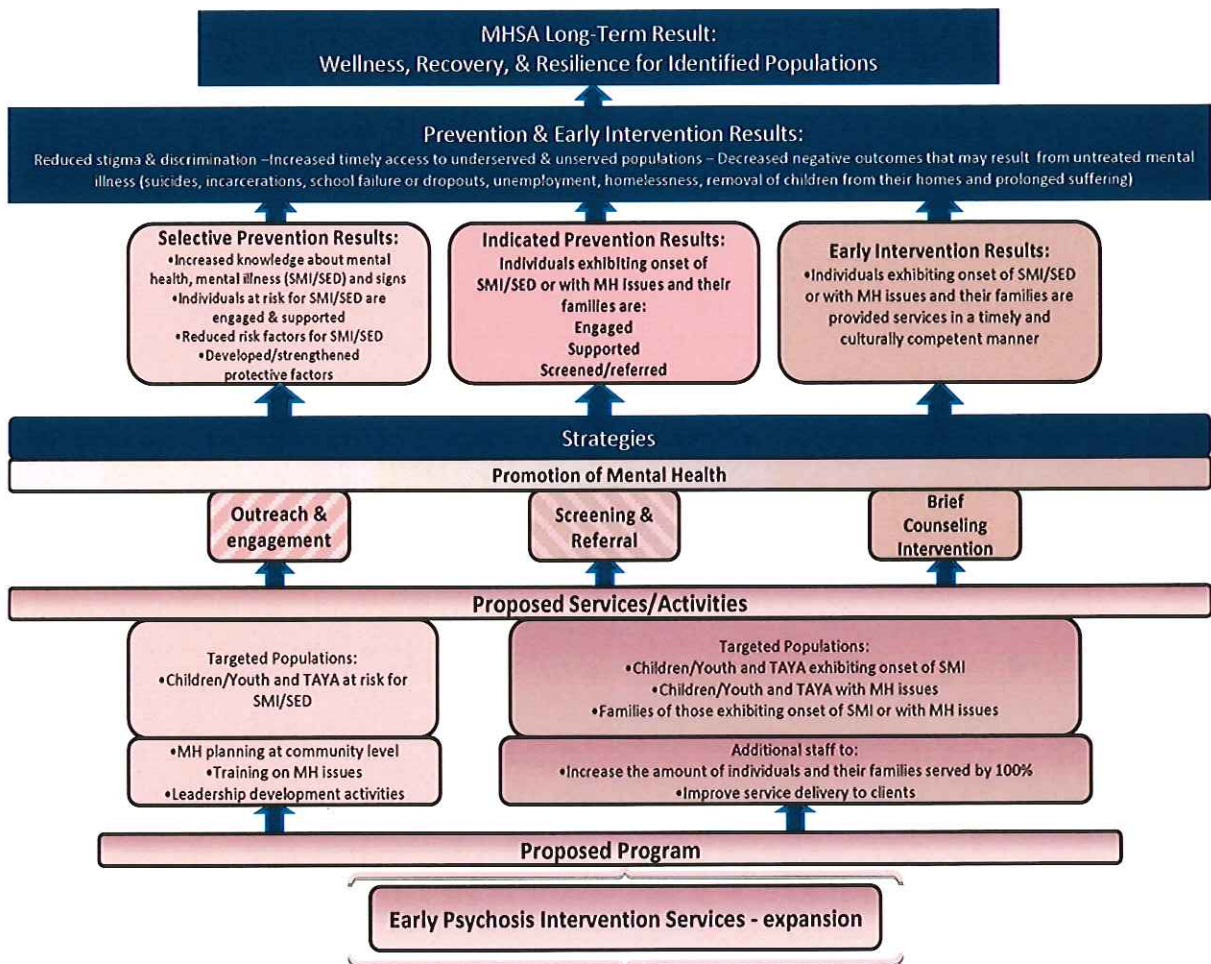 MHSA Long-Term Result:
Wellness, Recovery, & Resilience for Identified Populations
Prevention & Early Intervention Results:
Reduced stigma & discrimination –Increased timely access to underserved & unserved populations – Decreased negative outcomes that may result from untreated mental
illness (suicides, incarcerations, school failure or dropouts, unemployment, homelessness, removal of children from their homes and prolonged suffering)
Selective Prevention Results:
•Increased knowledge about mental
health, mental illness (SMI/SED) and signs
•Individuals at risk for SMI/SED are
engaged & supported
•Reduced risk factors for SMI/SED
•Developed/strengthened
protective factors
Indicated Prevention Results:
Individuals exhibiting onset of
SMI/SED or with MH issues and their
families are:
Engaged
Supported
Screened/referred
Early Intervention Results:
•Individuals exhibiting onset of SMI/SED
or with MH issues and their families are
provided services in a timely and
culturally competent manner
Strategies
Promotion of Mental Health
Outreach &
engagement
Screening &
Referral
Brief
Counseling
Intervention
Proposed Services/Activities
Targeted Populations:
•Children/Youth and TAYA at risk for
SMI/SED
•MH planning at community level
•Training on MH issues
•Leadership development activities
Targeted Populations:
•Children/Youth and TAYA exhibiting onset of SMI
•Children/Youth and TAYA with MH issues
•Families of those exhibiting onset of SMI or with MH issues
Additional staff to:
•Increase the amount of individuals and their families served by 100%
•Improve service delivery to clients
Proposed Program
Early Psychosis Intervention Services - expansion